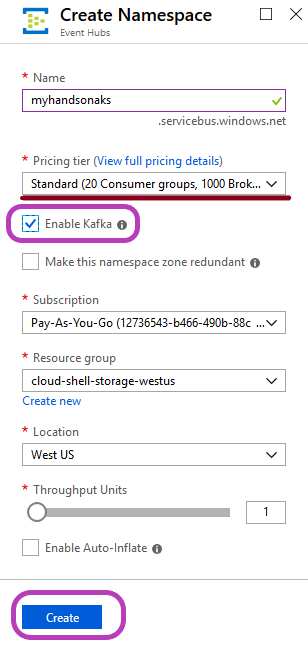 Create Namespace
Event Hubs
* Name
myhandsonaks
.servicebus.windows.net
* Pricing tier (View full pricing details)
Standard (20 Consumer groups, 1000 Brok...
Enable Kafka
Make this namespace zone redundant
* Subscription
Pay-As-You-Go (12736543-b466-490b-88c ...
* Resource group
cloud-shell-storage-westus
Create new
* Location
West US
* Throughput Units
1
Enable Auto-Inflate
Create